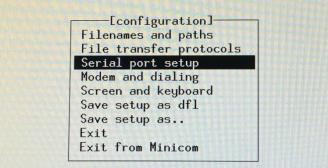 [configuration]
Filenames and paths
File transfer protocols
Serial port setup
Modem and dialing
Screen and keyboard
Save setup as dfl
Save setup as..
Exit
Exit from Minicom